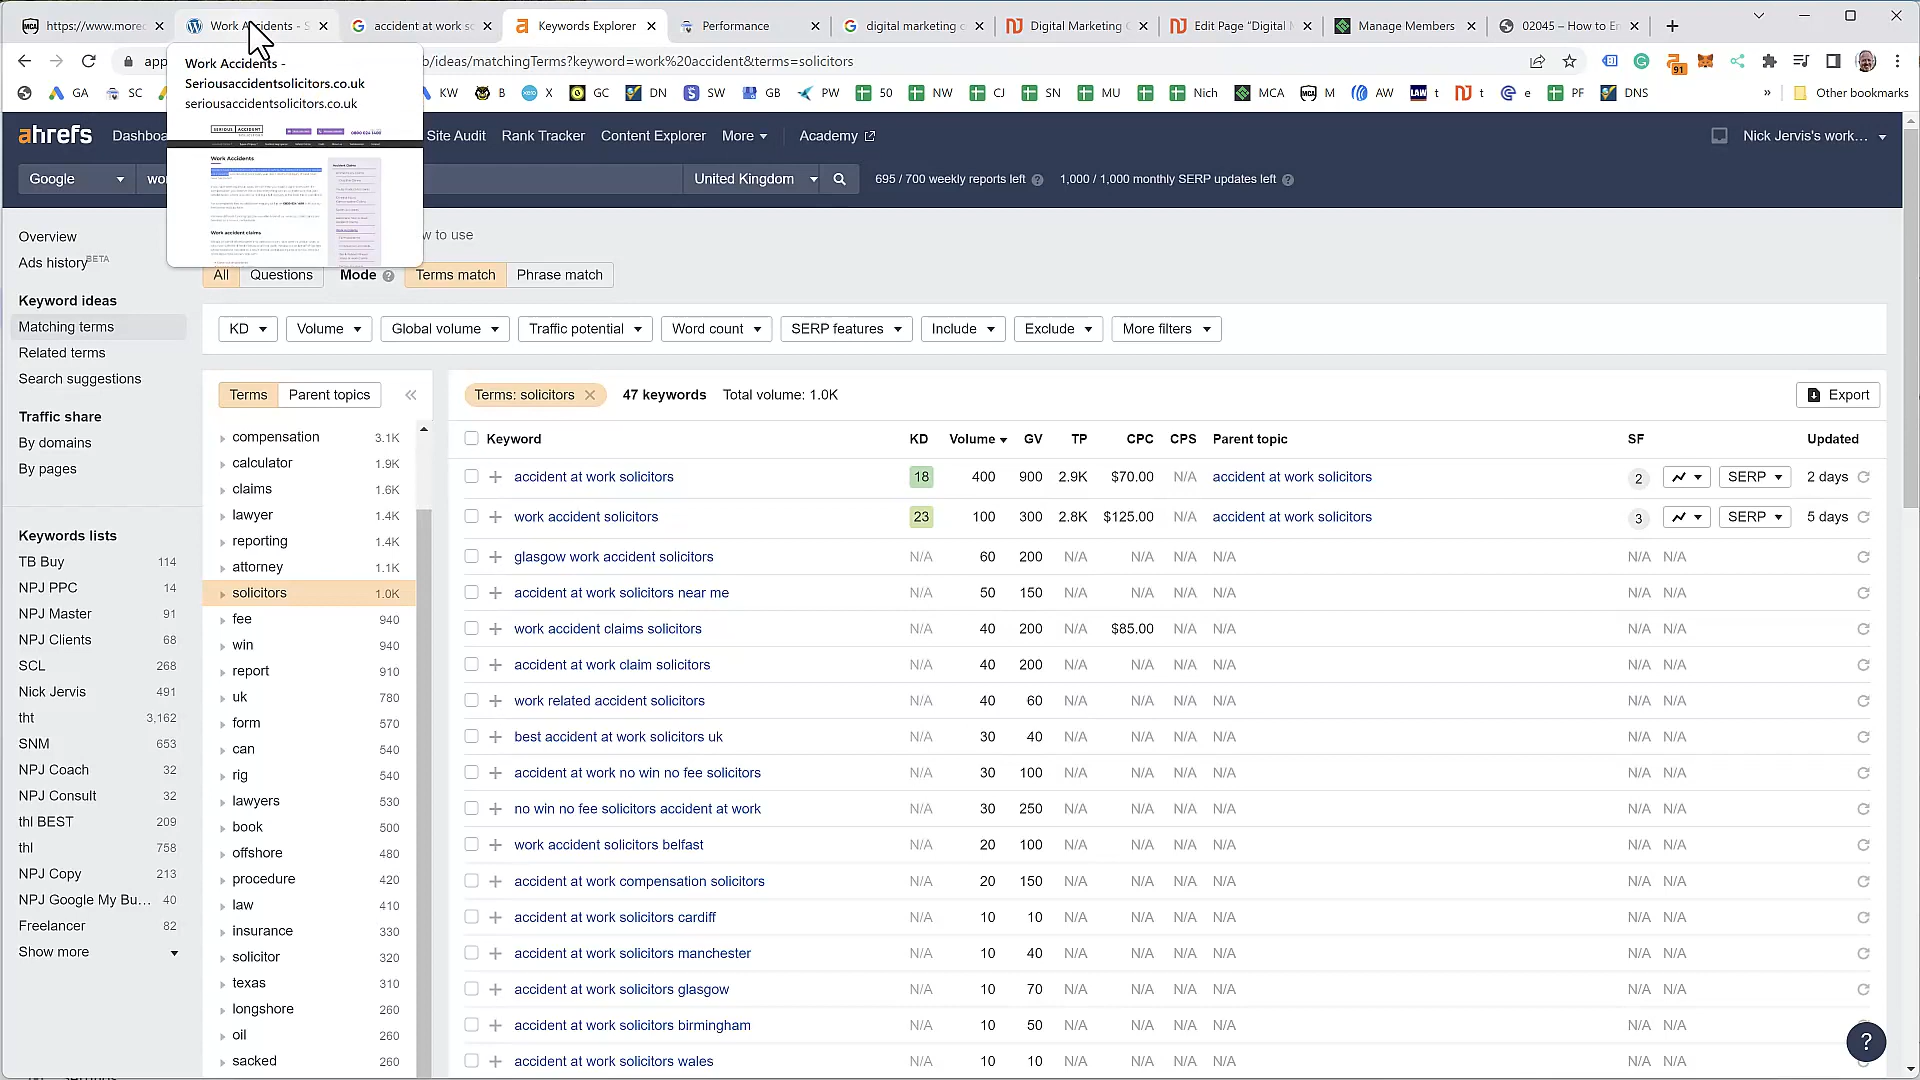 https://www.morec
Work Accidents - S
accident at work so
Keywords Explorer
Performance
digital marketing c
Digital Marketing C
Edit Page "Digital M
Manage Members
02045 – How to En
app
b/ideas/matchingTerms?keyword=work%20accident&terms=solicitors
91
Work Accidents -
Seriousaccidentsolicitors.co.uk
seriousaccidentsolicitors.co.uk
GA SC KW B X GC DN SW GB PW 50 NW CJ SN MU Nich MCA M AW t t e PF DNS » Other bookmarks
ahrefs Dashboa Site Audit Rank Tracker Content Explorer More Academy Nick Jervis's work...
Google wor United Kingdom 695 / 700 weekly reports left 1,000 / 1,000 monthly SERP updates left
SERIOUS ACCIDENT
Work Accidents
Work accident claims
w to use
All Questions Mode Terms match Phrase match
KD Volume Global volume Traffic potential Word count SERP features Include Exclude More filters
Overview
Ads history BETA
Keyword ideas
Matching terms
Related terms
Search suggestions
Traffic share
By domains
By pages
Keywords lists
TB Buy 114
NPJ PPC 14
NPJ Master 91
NPJ Clients 68
SCL 268
Nick Jervis 491
tht 3,162
SNM 653
NPJ Coach 32
NPJ Consult 32
thl BEST 209
thl 758
NPJ Copy 213
NPJ Google My Bu... 40
Freelancer 82
Show more
Terms Parent topics
compensation 3.1K
calculator 1.9K
claims 1.6K
lawyer 1.4K
reporting 1.4K
attorney 1.1K
solicitors 1.0K
fee 940
win 940
report 910
uk 780
form 570
can 540
rig 540
lawyers 530
book 500
offshore 480
procedure 420
law 410
insurance 330
solicitor 320
texas 310
longshore 260
oil 260
sacked 260
Terms: solicitors 47 keywords Total volume: 1.0K Export
Keyword KD Volume GV TP CPC CPS Parent topic SF Updated
accident at work solicitors 18 400 900 2.9K $70.00 N/A accident at work solicitors 2 SERP 2 days
work accident solicitors 23 100 300 2.8K $125.00 N/A accident at work solicitors 3 SERP 5 days
glasgow work accident solicitors N/A 60 200 N/A N/A N/A N/A N/A N/A
accident at work solicitors near me N/A 50 150 N/A N/A N/A N/A N/A N/A
work accident claims solicitors N/A 40 200 N/A $85.00 N/A N/A N/A N/A
accident at work claim solicitors N/A 40 200 N/A N/A N/A N/A N/A N/A
work related accident solicitors N/A 40 60 N/A N/A N/A N/A N/A N/A
best accident at work solicitors uk N/A 30 40 N/A N/A N/A N/A N/A N/A
accident at work no win no fee solicitors N/A 30 100 N/A N/A N/A N/A N/A N/A
no win no fee solicitors accident at work N/A 30 250 N/A N/A N/A N/A N/A N/A
work accident solicitors belfast N/A 20 100 N/A N/A N/A N/A N/A N/A
accident at work compensation solicitors N/A 20 150 N/A N/A N/A N/A N/A N/A
accident at work solicitors cardiff N/A 10 10 N/A N/A N/A N/A N/A N/A
accident at work solicitors manchester N/A 10 40 N/A N/A N/A N/A N/A N/A
accident at work solicitors glasgow N/A 10 70 N/A N/A N/A N/A N/A N/A
accident at work solicitors birmingham N/A 10 50 N/A N/A N/A N/A N/A N/A
accident at work solicitors wales N/A 10 10 N/A N/A N/A N/A N/A N/A
?